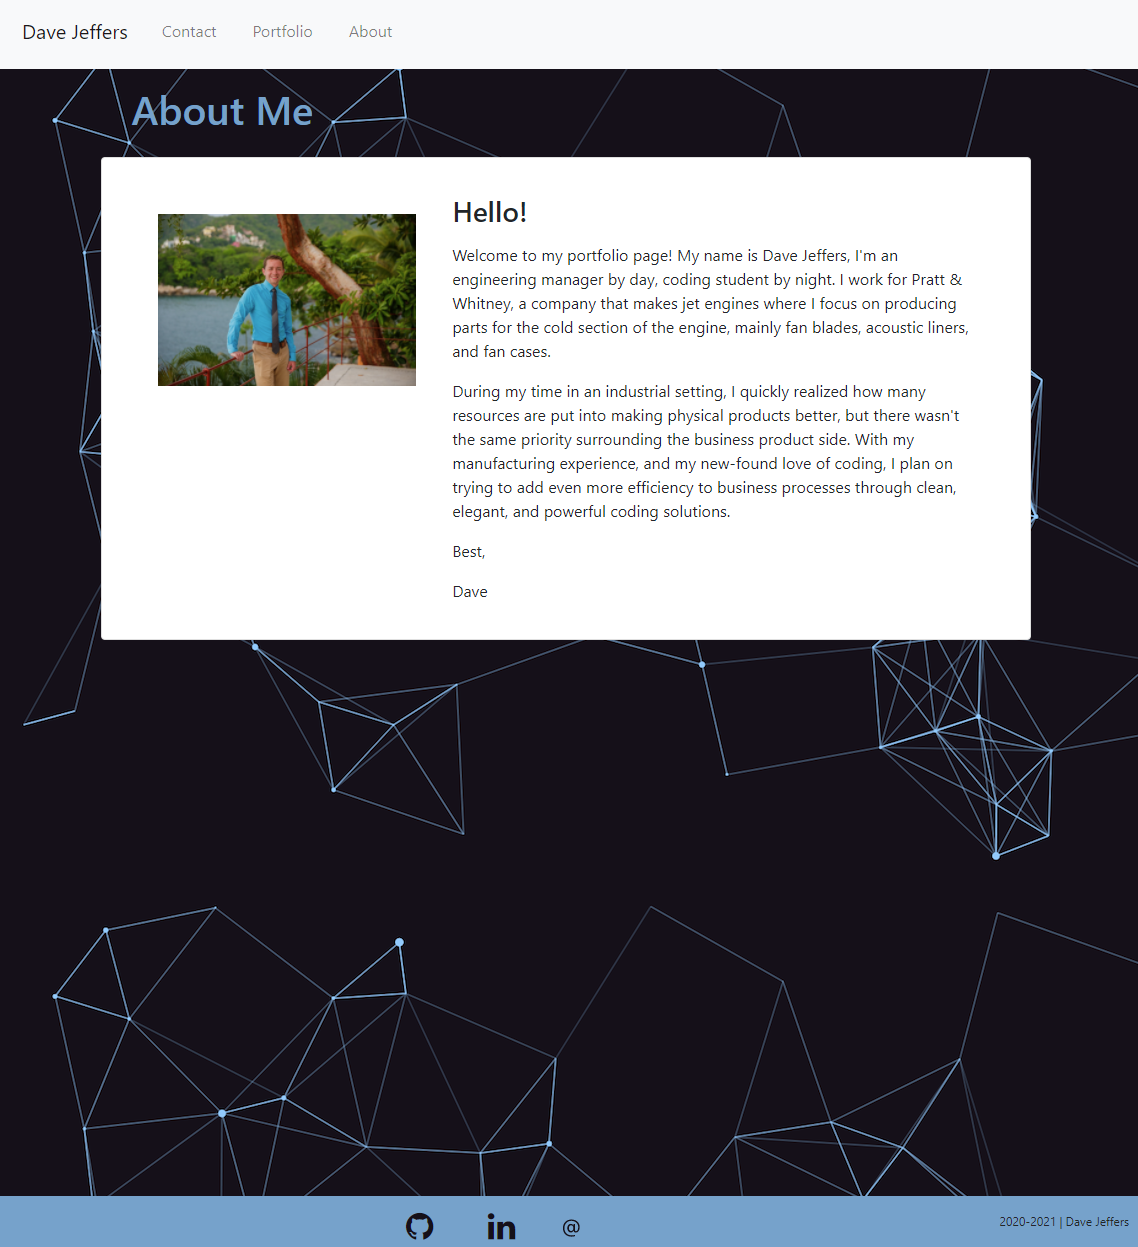 Dave Jeffers Contact Portfolio About
About Me
Hello!
Welcome to my portfolio page! My name is Dave Jeffers, I'm an
engineering manager by day, coding student by night. I work for Pratt &
Whitney, a company that makes jet engines where I focus on producing
parts for the cold section of the engine, mainly fan blades, acoustic liners,
and fan cases.
During my time in an industrial setting, I quickly realized how many
resources are put into making physical products better, but there wasn't
the same priority surrounding the business product side. With my
manufacturing experience, and my new-found love of coding, I plan on
trying to add even more efficiency to business processes through clean,
elegant, and powerful coding solutions.
Best,
Dave
in @ 2020-2021 | Dave Jeffers